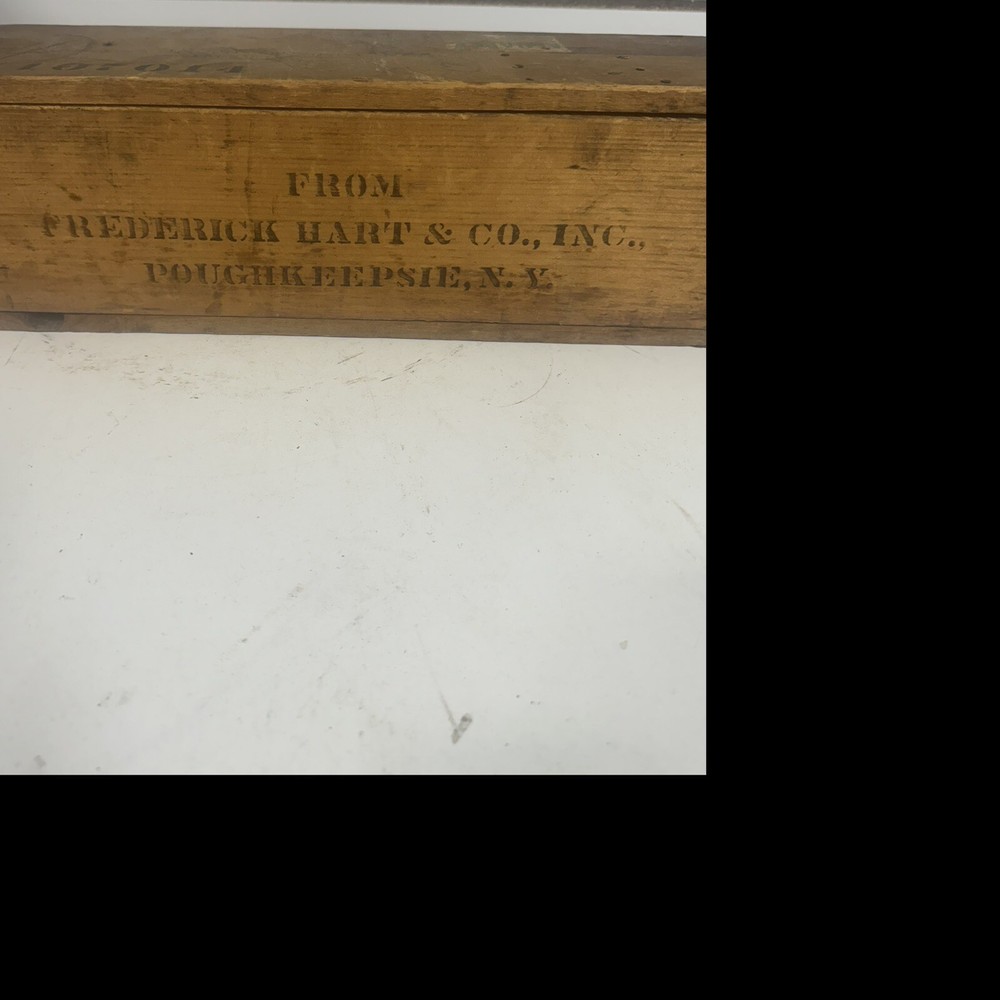 FROM
FREDERICK HART & CO., INC.,
POUGHKEEPSIE, N. Y.